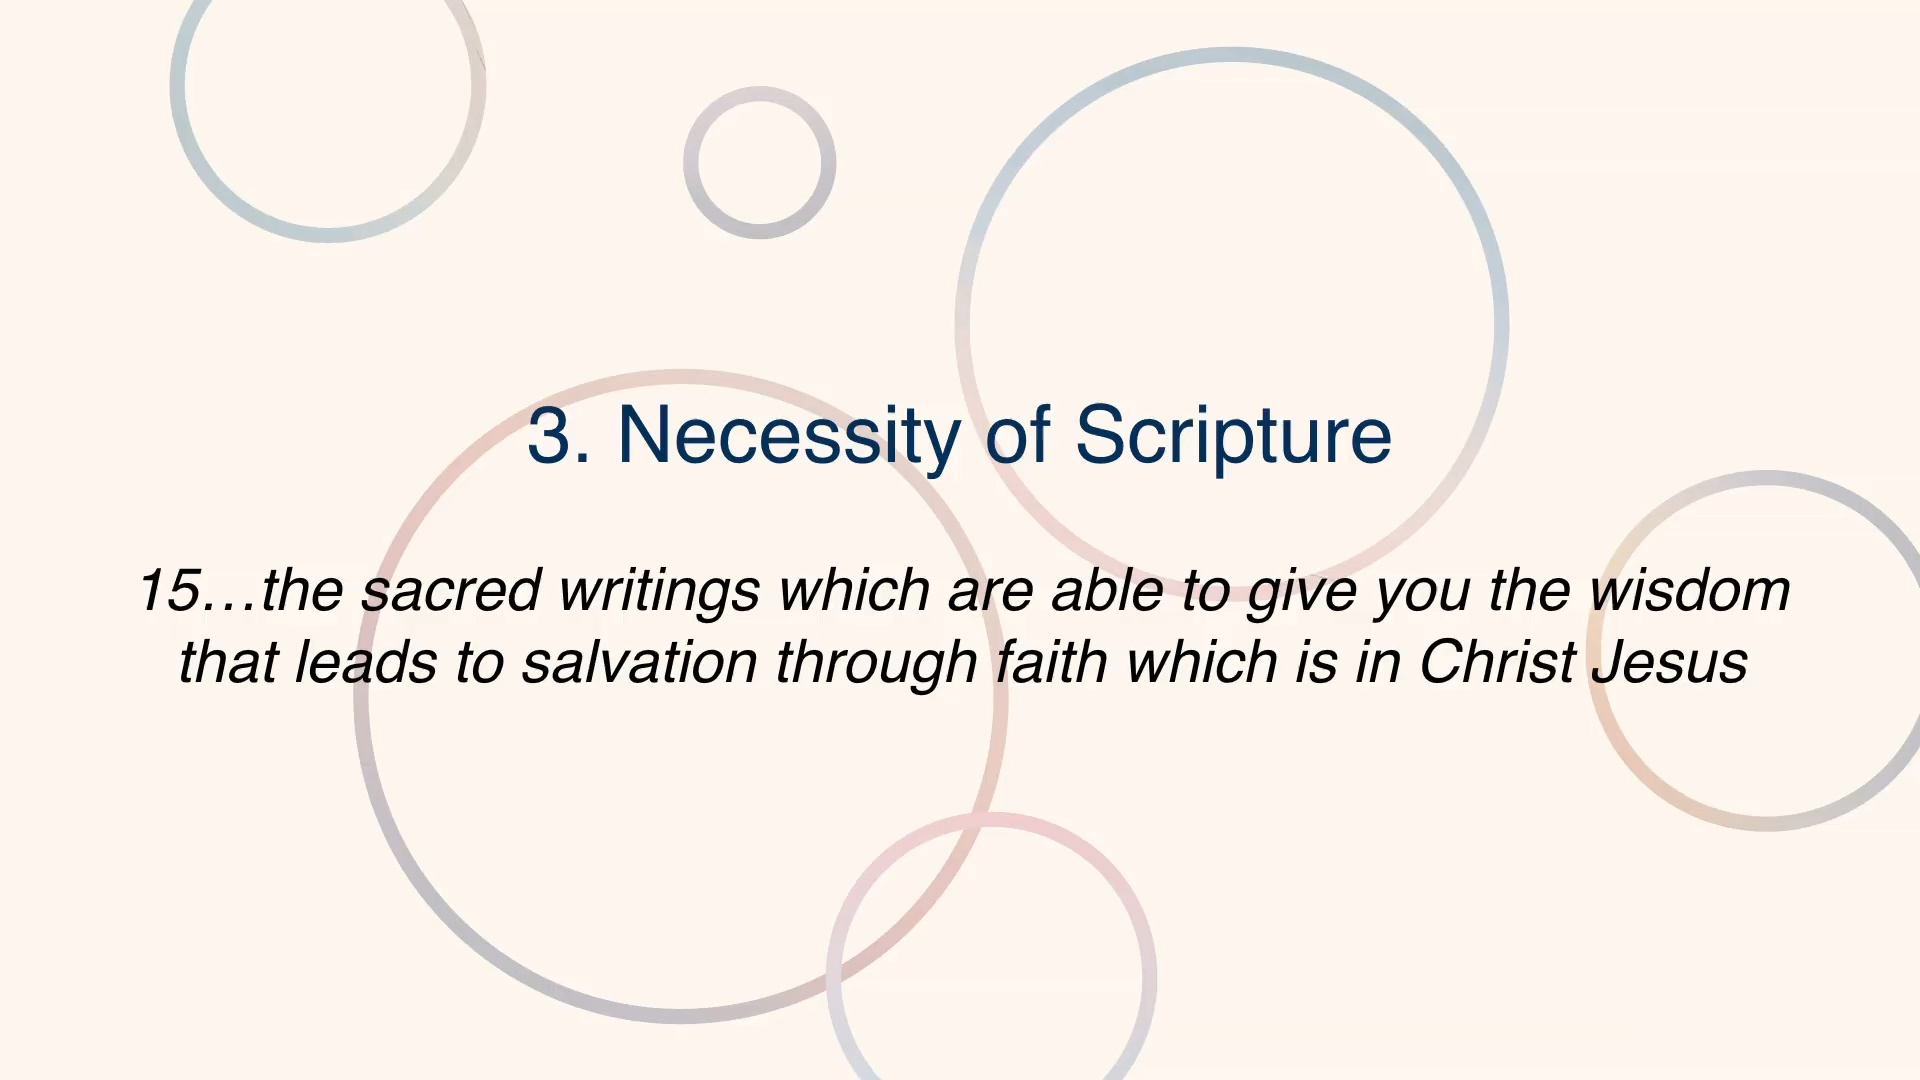 3. Necessity of Scripture
15…the sacred writings which are able to give you the wisdom
that leads to salvation through faith which is in Christ Jesus